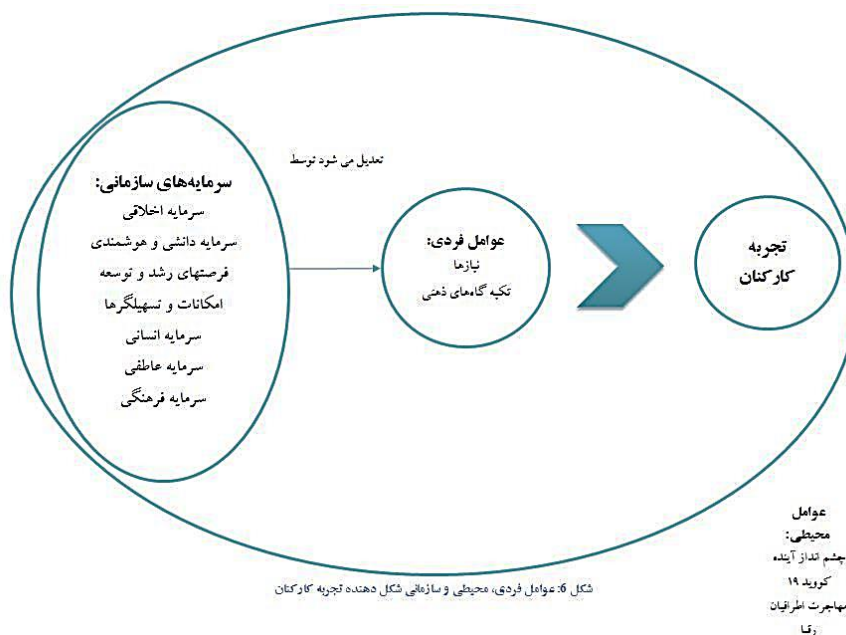 تعدیل می شود توسط
سرمایه‌های سازمانی:
سرمایه اخلاقی
سرمایه دانشی و هوشمندی
فرصتهای رشد و توسعه
امکانات و تسهیلگرها
سرمایه انسانی
سرمایه عاطفی
سرمایه فرهنگی
عوامل فردی:
نیازها
تکیه گاه‌های ذهنی
تجربه
کارکنان
عوامل
محیطی:
چشم انداز آینده
کووید ۱۹
مهاجرت اطرافیان
رقبا
شکل 6: عوامل فردی، محیطی و سازمانی شکل دهنده تجربه کارکنان